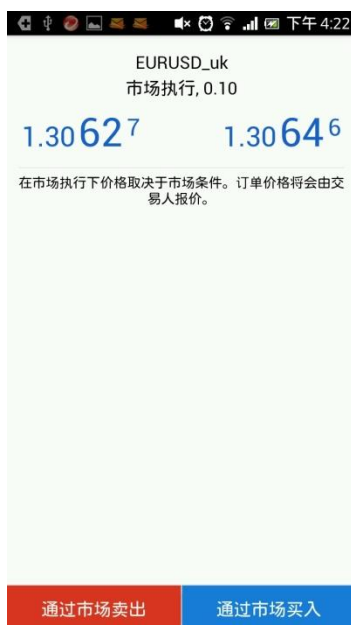 下午 4:22
EURUSD_uk
市场执行, 0.10
1.30627 1.30646
在市场执行下价格取决于市场条件。订单价格将会由交
易人报价。
通过市场卖出 通过市场买入